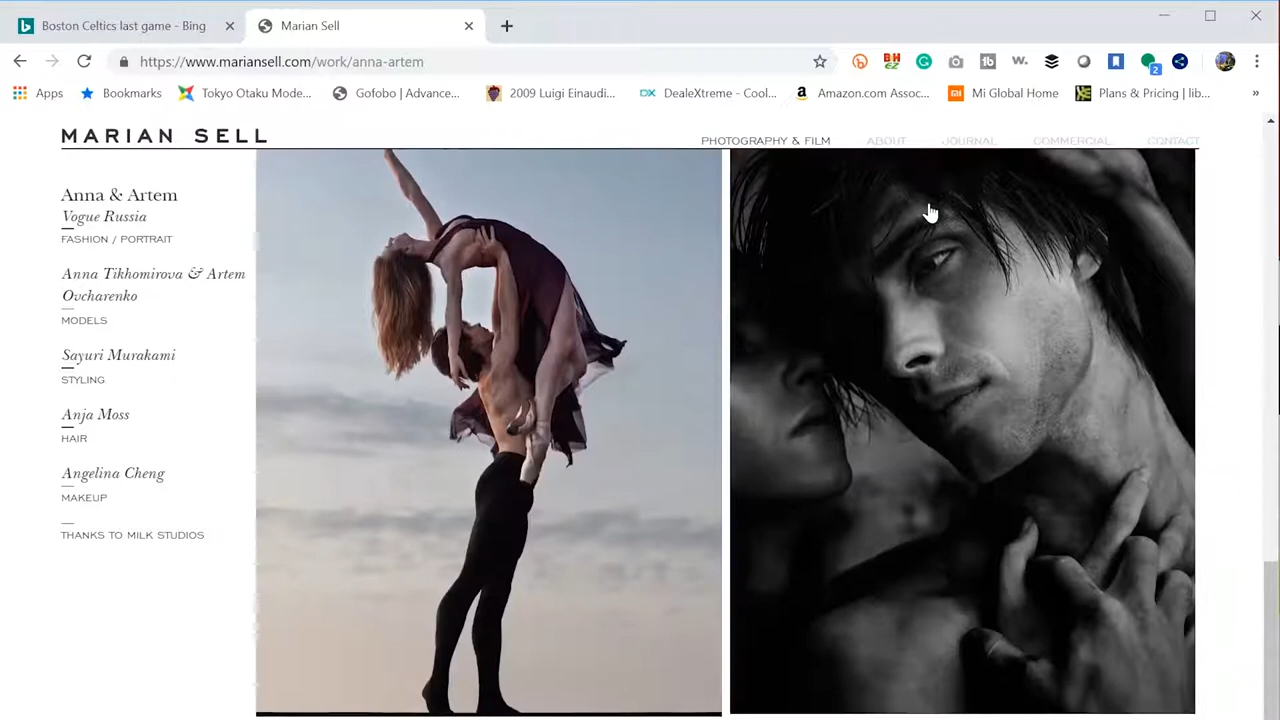 Boston Celtics last game - Bing
Marian Sell
https://www.mariansell.com/work/anna-artem
2
Apps
Bookmarks
Tokyo Otaku Mode...
Gofobo | Advance...
2009 Luigi Einaudi...
DX DealeXtreme - Cool...
Amazon.com Assoc...
Mi Global Home
Plans & Pricing | lib...
MARIAN SELL
PHOTOGRAPHY & FILM
ABOUT
JOURNAL
COMMERCIAL
CONTACT
Anna & Artem
Vogue Russia
FASHION / PORTRAIT
Anna Tikhomirova & Artem
Ovcharenko
MODELS
Sayuri Murakami
STYLING
Anja Moss
HAIR
Angelina Cheng
MAKEUP
THANKS TO MILK STUDIOS